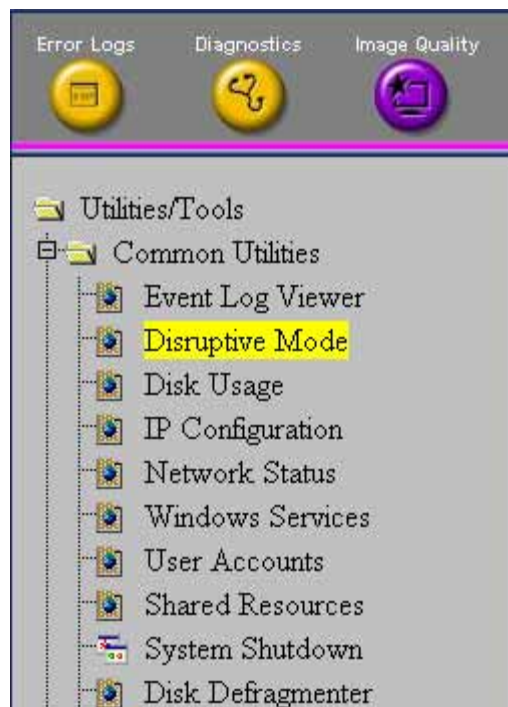 Error Logs Diagnostics Image Quality
Utilities/Tools
Common Utilities
Event Log Viewer
Disruptive Mode
Disk Usage
IP Configuration
Network Status
Windows Services
User Accounts
Shared Resources
System Shutdown
Disk Defragmenter